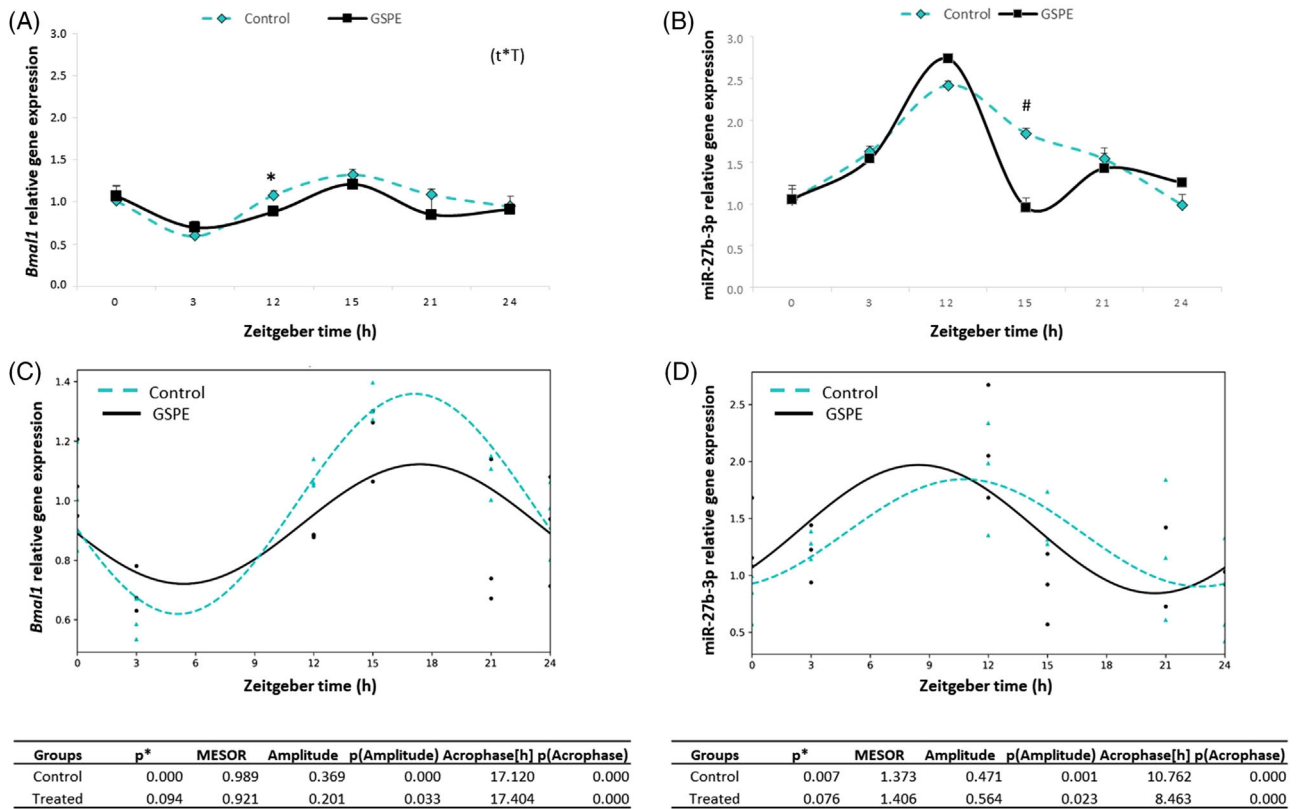 (A)
Control GSPE
Bmal1 relative gene expression
3.0
2.5
2.0
1.5
1.0
0.5
0.0
(t*T)
*
0 3 12 15 21 24
Zeitgeber time (h)
(B)
Control GSPE
miR-27b-3p relative gene expression
3.0
2.5
2.0
1.5
1.0
0.5
0.0
#
0 3 12 15 21 24
Zeitgeber time (h)
(C)
Control
GSPE
Bmal1 relative gene expression
1.4
1.2
1.0
0.8
0.6
0 3 6 9 12 15 18 21 24
Zeitgeber time (h)
(D)
Control
GSPE
miR-27b-3p relative gene expression
2.5
2.0
1.5
1.0
0.5
0 3 6 9 12 15 18 21 24
Zeitgeber time (h)
Groups p* MESOR Amplitude p(Amplitude) Acrophase[h] p(Acrophase)
Control 0.000 0.989 0.369 0.000 17.120 0.000
Treated 0.094 0.921 0.201 0.033 17.404 0.000
Groups p* MESOR Amplitude p(Amplitude) Acrophase[h] p(Acrophase)
Control 0.007 1.373 0.471 0.001 10.762 0.000
Treated 0.076 1.406 0.564 0.023 8.463 0.000